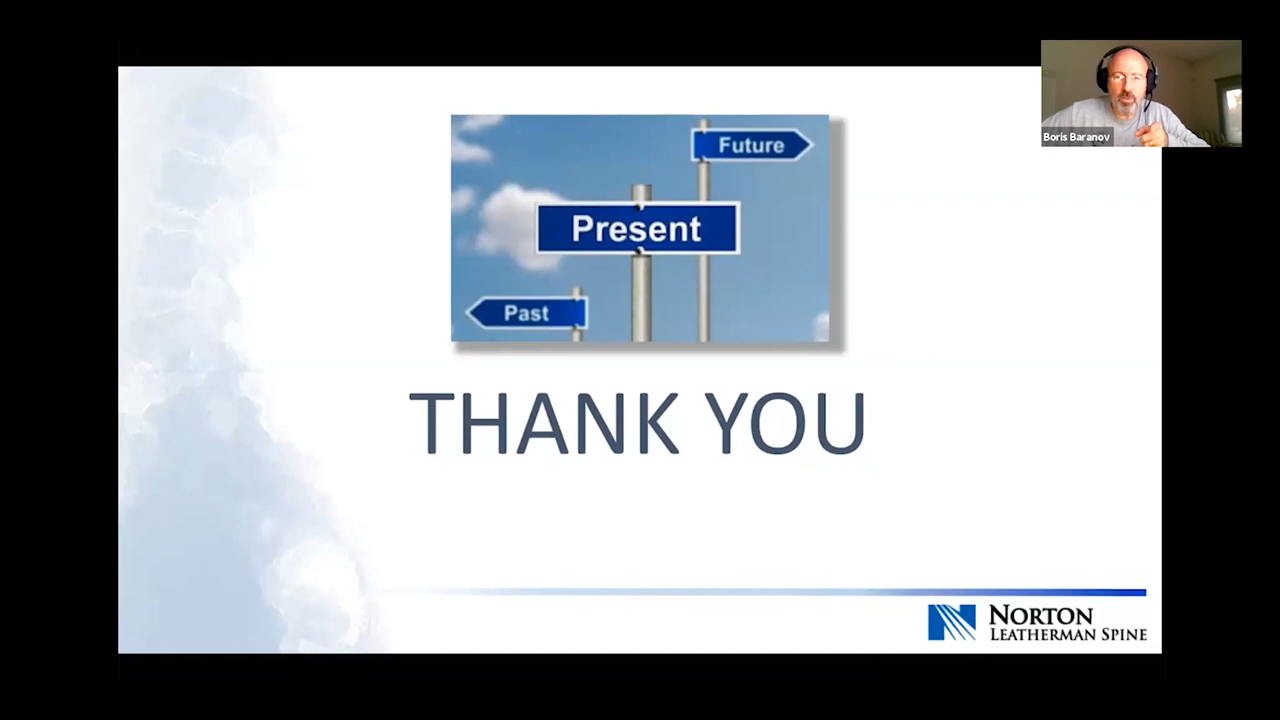 Boris Baranov
Future
Present
Past
THANK YOU
NORTON
LEATHERMAN SPINE